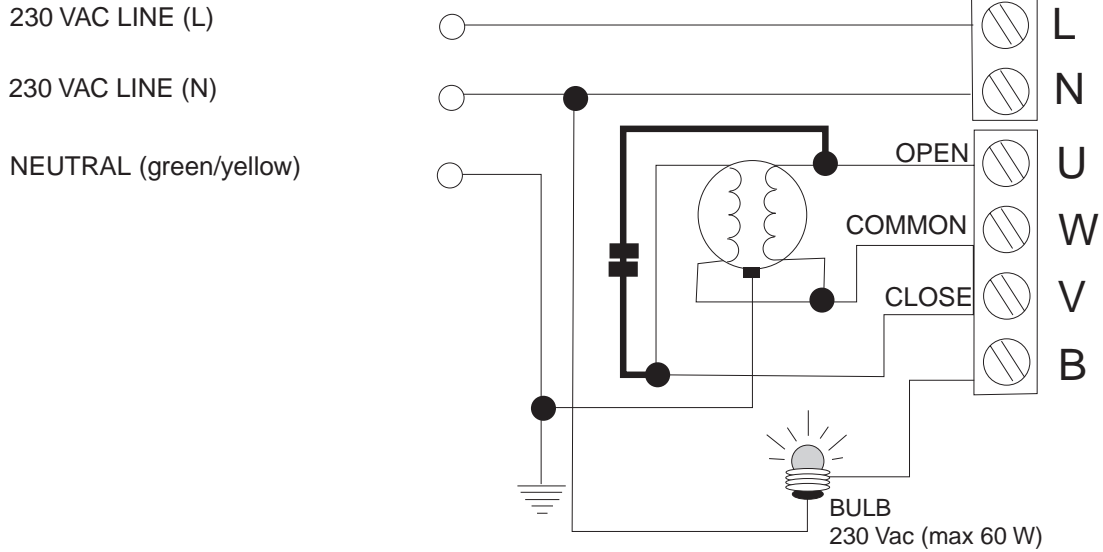 230 VAC LINE (L)
L
230 VAC LINE (N)
N
NEUTRAL (green/yellow)
OPEN
U
COMMON
W
CLOSE
V
B
BULB
230 Vac (max 60 W)